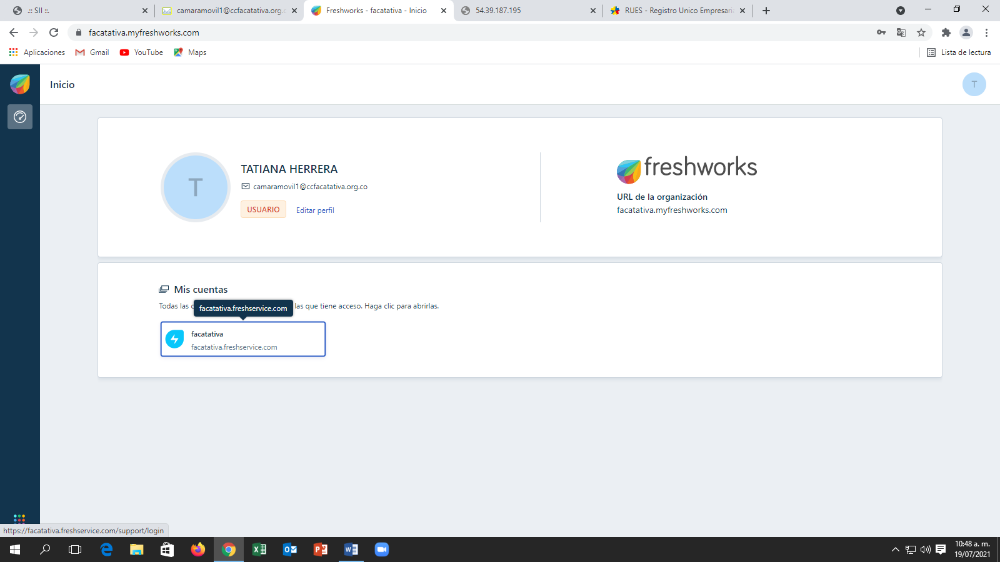 .:: SII ::.
camaramovil1@ccfacatativa.org.c
Freshworks - facatativa - Inicio
54.39.187.195
RUES - Registro Unico Empresari
facatativa.myfreshworks.com
Aplicaciones
Gmail
YouTube
Maps
Lista de lectura
Inicio
T
T
TATIANA HERRERA
camaramovil1@ccfacatativa.org.co
USUARIO
Editar perfil
freshworks
URL de la organización
facatativa.myfreshworks.com
Mis cuentas
Todas las c
facatativa.freshservice.com
las que tiene acceso. Haga clic para abrirlas.
facatativa
facatativa.freshservice.com
https://facatativa.freshservice.com/support/login
10:48 a. m.
19/07/2021